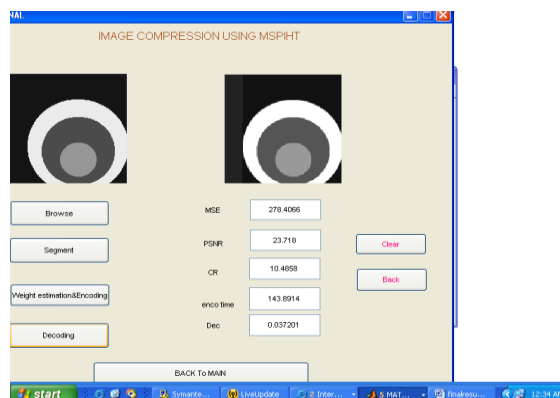 NAL
IMAGE COMPRESSION USING MSPIHT
Browse
Segment
Weight estimation&Encoding
Decoding
MSE 278.4066
PSNR 23.718
CR 10.4858
enco time 143.8914
Dec 0.037201
Clear
Back
BACK To MAIN
start Symante... LiveUpdate 2 Inter... 5 MAT... finalresu... 12:34 AM